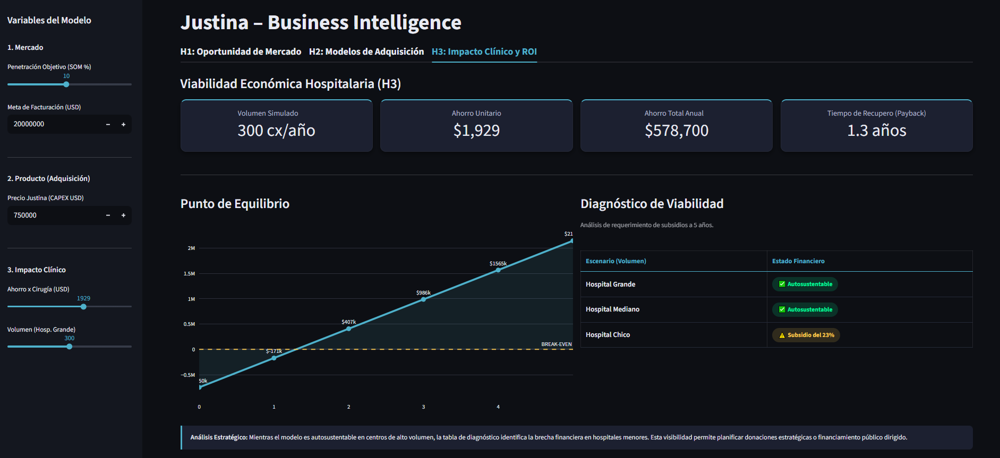 Variables del Modelo
1. Mercado
Penetración Objetivo (SOM %)
10
Meta de Facturación (USD)
20000000
2. Producto (Adquisición)
Precio Justina (CAPEX USD)
750000
3. Impacto Clínico
Ahorro x Cirugía (USD)
1929
Volumen (Hosp. Grande)
300
Justina – Business Intelligence
H1: Oportunidad de Mercado H2: Modelos de Adquisición H3: Impacto Clínico y ROI
Viabilidad Económica Hospitalaria (H3)
Volumen Simulado
300 cx/año
Ahorro Unitario
$1,929
Ahorro Total Anual
$578,700
Tiempo de Recupero (Payback)
1.3 años
Punto de Equilibrio
$21
2M
$1565k
1.5M
$986k
1M
$407k
0.5M
BREAK-EVEN
0
$-171k
−0.5M
50k
0 1 2 3 4
Diagnóstico de Viabilidad
Análisis de requerimiento de subsidios a 5 años.
Escenario (Volumen) Estado Financiero
Hospital Grande ✅ Autosustentable
Hospital Mediano ✅ Autosustentable
Hospital Chico ⚠️ Subsidio del 23%
Análisis Estratégico: Mientras el modelo es autosustentable en centros de alto volumen, la tabla de diagnóstico identifica la brecha financiera en hospitales menores. Esta visibilidad permite planificar donaciones estratégicas o financiamiento público dirigido.